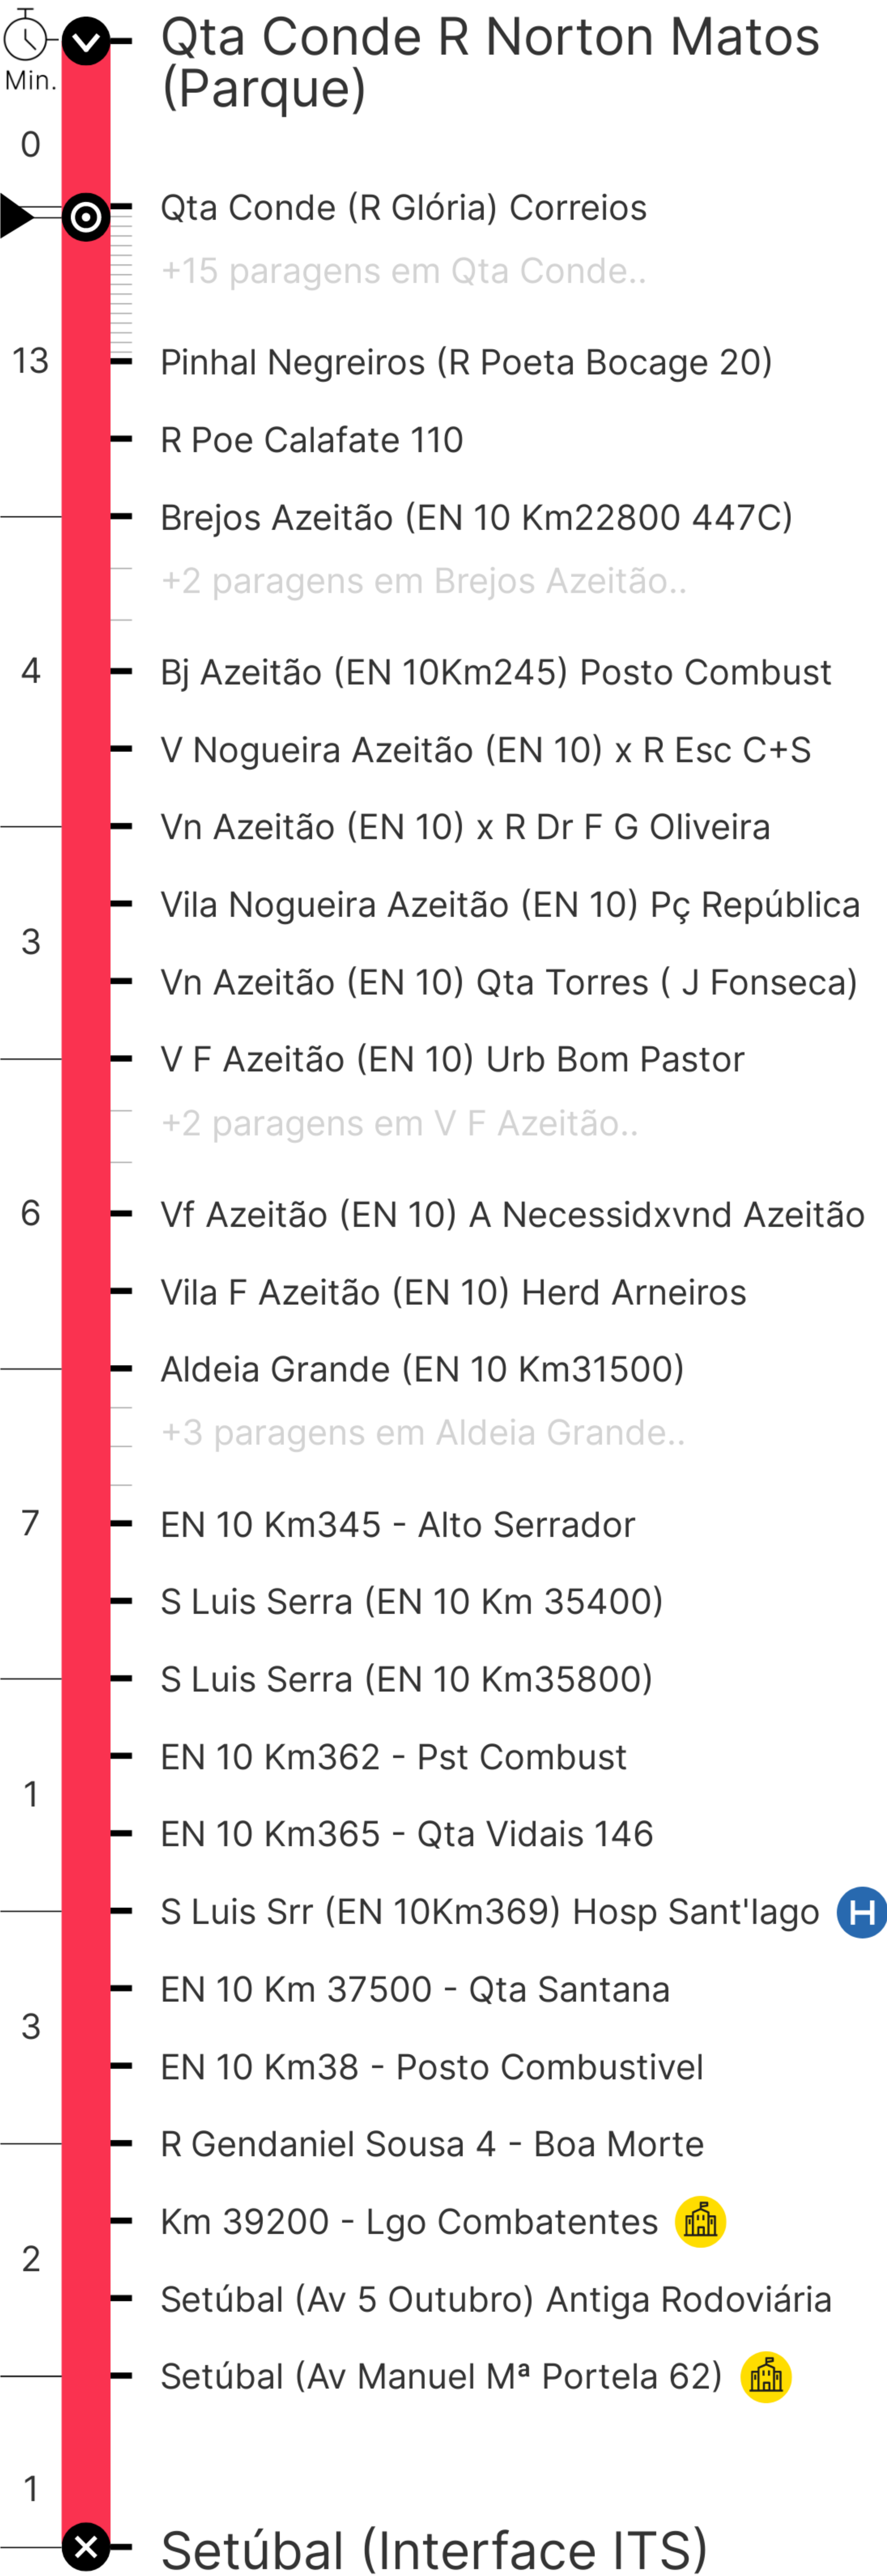 Qta Conde R Norton Matos
(Parque)
Min.
0
Qta Conde (R Glória) Correios
+15 paragens em Qta Conde..
13
Pinhal Negreiros (R Poeta Bocage 20)
R Poe Calafate 110
Brejos Azeitão (EN 10 Km22800 447C)
+2 paragens em Brejos Azeitão..
4
Bj Azeitão (EN 10Km245) Posto Combust
V Nogueira Azeitão (EN 10) x R Esc C+S
Vn Azeitão (EN 10) x R Dr F G Oliveira
Vila Nogueira Azeitão (EN 10) Pç República
3
Vn Azeitão (EN 10) Qta Torres ( J Fonseca)
V F Azeitão (EN 10) Urb Bom Pastor
+2 paragens em V F Azeitão..
6
Vf Azeitão (EN 10) A Necessidxvnd Azeitão
Vila F Azeitão (EN 10) Herd Arneiros
Aldeia Grande (EN 10 Km31500)
+3 paragens em Aldeia Grande..
7
EN 10 Km345 - Alto Serrador
S Luis Serra (EN 10 Km 35400)
S Luis Serra (EN 10 Km35800)
EN 10 Km362 - Pst Combust
1
EN 10 Km365 - Qta Vidais 146
S Luis Srr (EN 10Km369) Hosp Sant'Iago
H
EN 10 Km 37500 - Qta Santana
3
EN 10 Km38 - Posto Combustivel
R Gendaniel Sousa 4 - Boa Morte
Km 39200 - Lgo Combatentes
2
Setúbal (Av 5 Outubro) Antiga Rodoviária
Setúbal (Av Manuel Mª Portela 62)
1
Setúbal (Interface ITS)